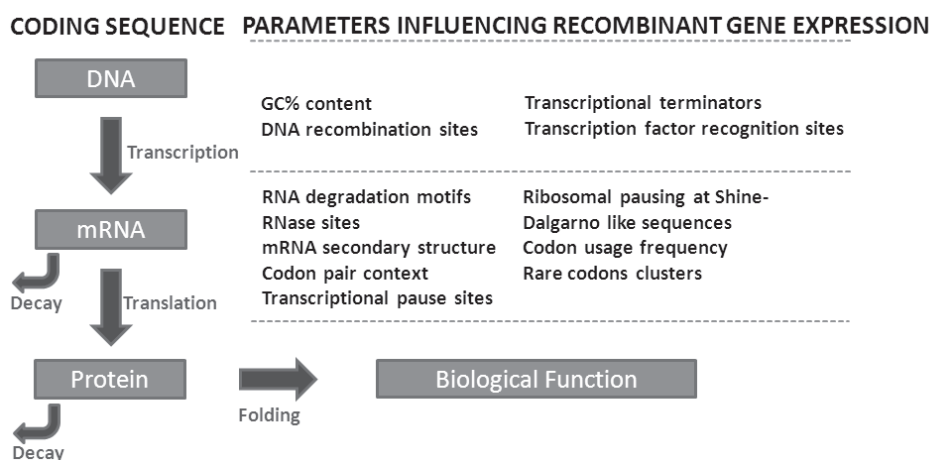 CODING SEQUENCE
PARAMETERS INFLUENCING RECOMBINANT GENE EXPRESSION
DNA
GC% content
Transcriptional terminators
DNA recombination sites
Transcription factor recognition sites
Transcription
RNA degradation motifs
Ribosomal pausing at Shine-
RNase sites
Dalgarno like sequences
mRNA
mRNA secondary structure
Codon usage frequency
Codon pair context
Rare codons clusters
Transcriptional pause sites
Decay
Translation
Protein
Biological Function
Folding
Decay